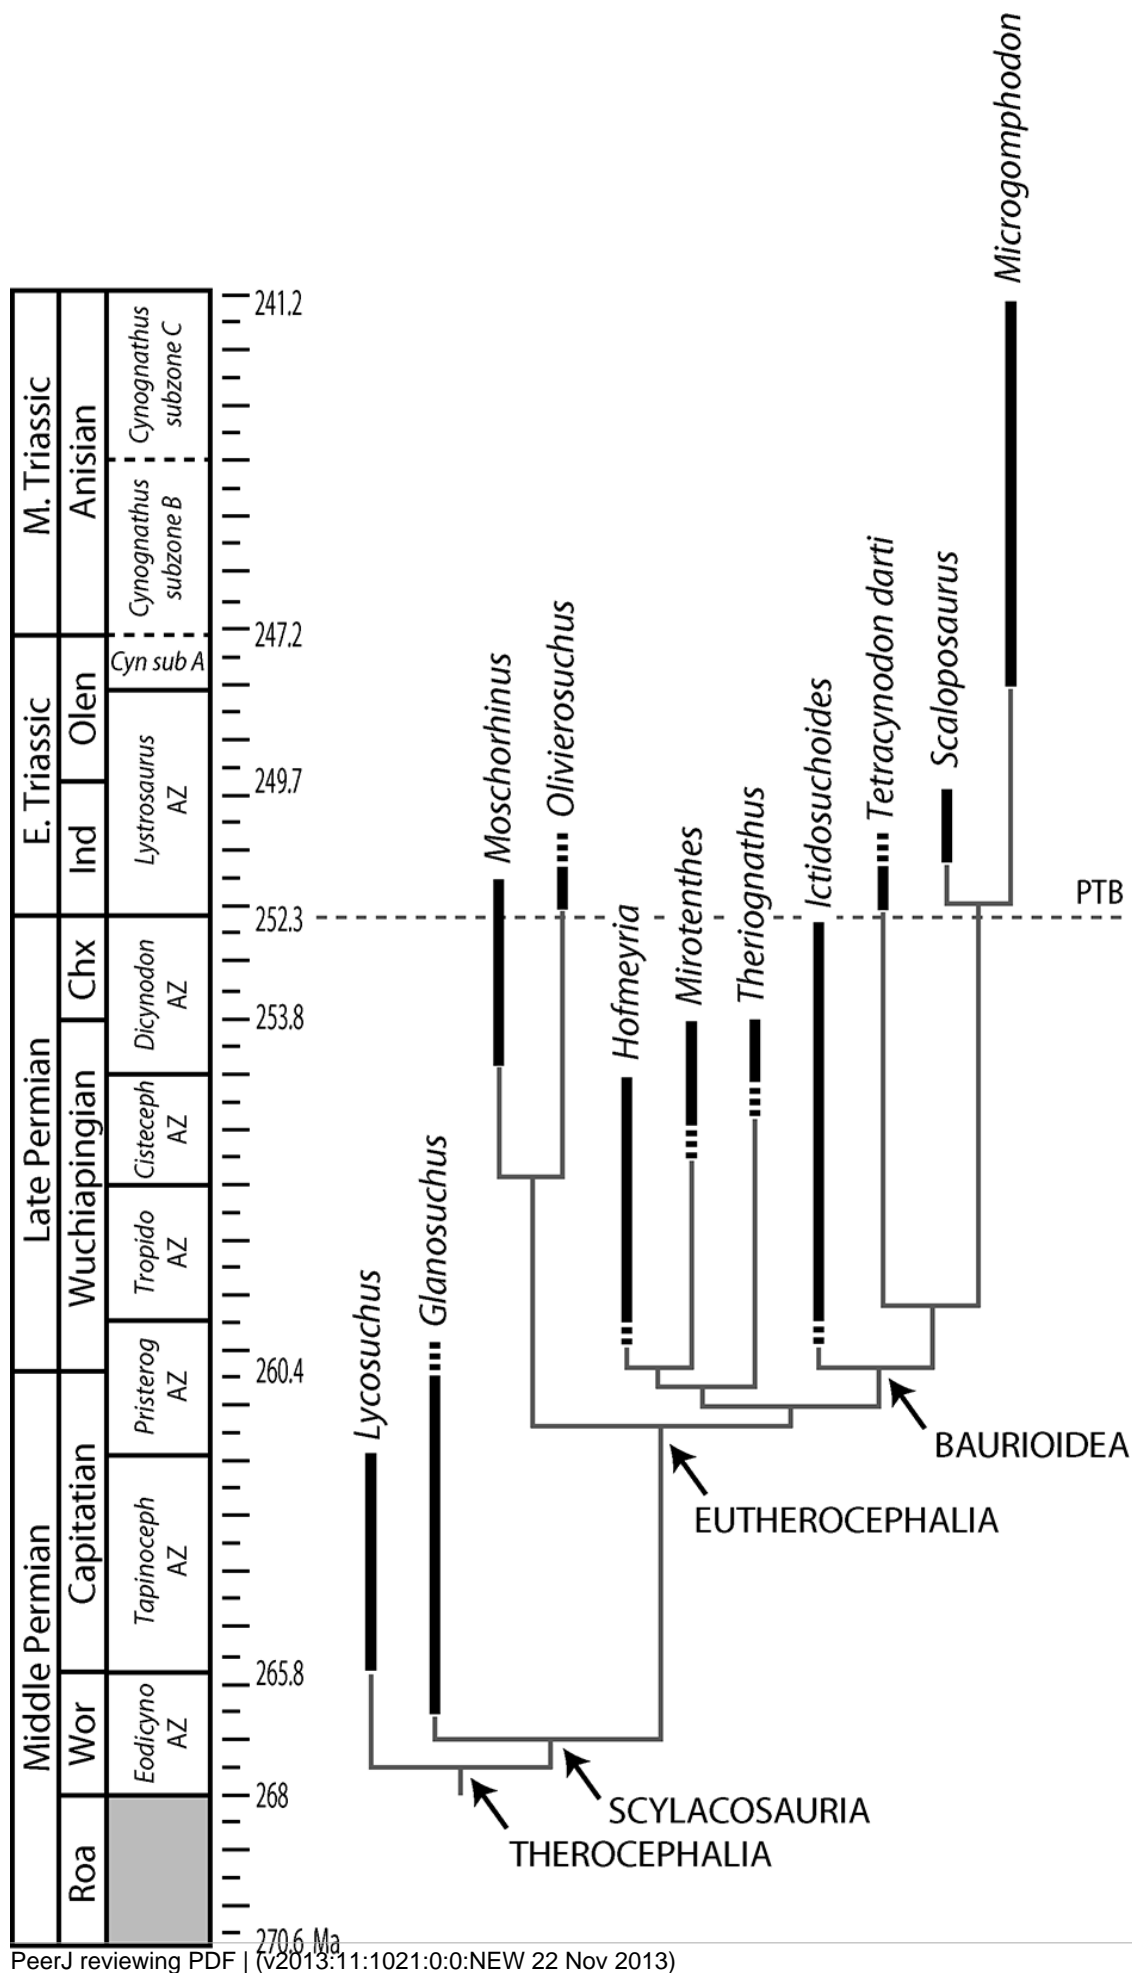 Microgomphodon
241.2
Cynognathus
subzone C
M. Triassic
Anisian
Cynognathus
subzone B
Tetracynodon darti
Scaloposaurus
Olivierosuchus
247.2
Cyn sub A
Moschorhinus
Ictidosuchoides
E. Triassic
Olen
Lystrosaurus
AZ
249.7
Ind
Therioqnathus
Mirotenthes
PTB
252.3
Hofmeyria
Chx
Dicynodon
AZ
253.8
Late Permian
Wuchiapingian
Cisteceph
AZ
Glanosuchus
Tropido
AZ
Lycosuchus
Pristerog
AZ
260.4
BAURIOIDEA
EUTHEROCEPHALIA
Middle Permian
Capitatian
Tapinoceph
AZ
265.8
Wor
Eodicyno
AZ
268
SCYLACOSAURIA
THEROCEPHALIA
Roa
270.6 Ma
PeerJ reviewing PDF | (v2013:11:1021:0:0:NEW 22 Nov 2013)